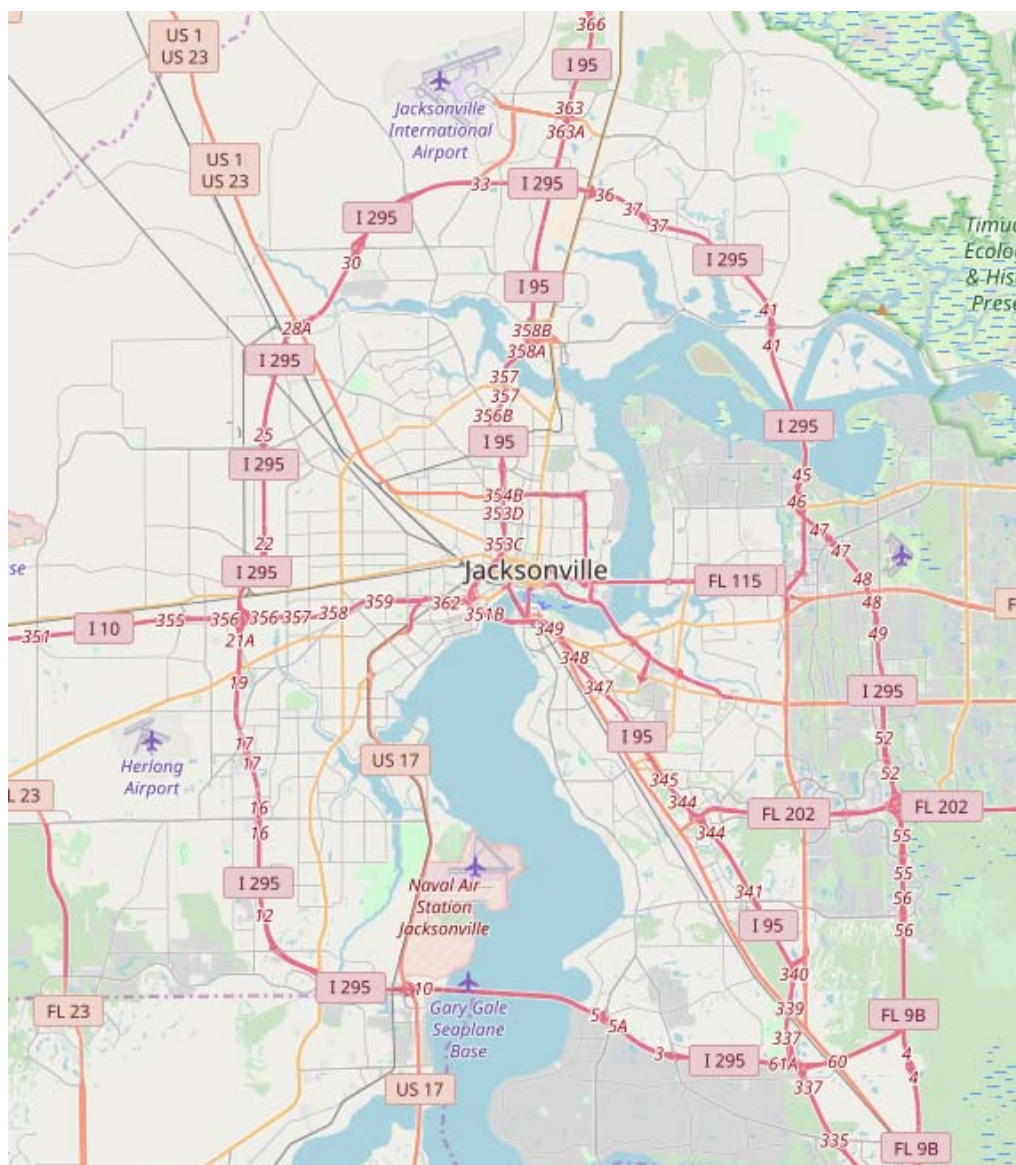 366
US 1
US 23
I 95
Jacksonville
International
Airport
363
363A
US 1
US 23
33
I 295
36
37
37
I 295
30
I 295
I 95
41
28A
358B
41
358A
I 295
357
357
356B
I 295
25
I 95
I 295
45
354B
46
353D
47
47
22
353C
I 295
Jacksonville
FL 115
48
48
359
362
358
357
356
356
355
351B
351
I 10
21A
349
49
348
19
347
I 295
17
17
I 95
52
52
Herlong
Airport
US 17
345
344
344
FL 202
FL 202
16
16
55
55
56
56
I 295
Naval Air
Station
Jacksonville
341
12
I 95
340
10
I 295
Gary Gale
Seaplane
Base
339
FL 23
FL 9B
5
5A
337
3
I 295
61A
60
4
4
337
US 17
335
FL 9B